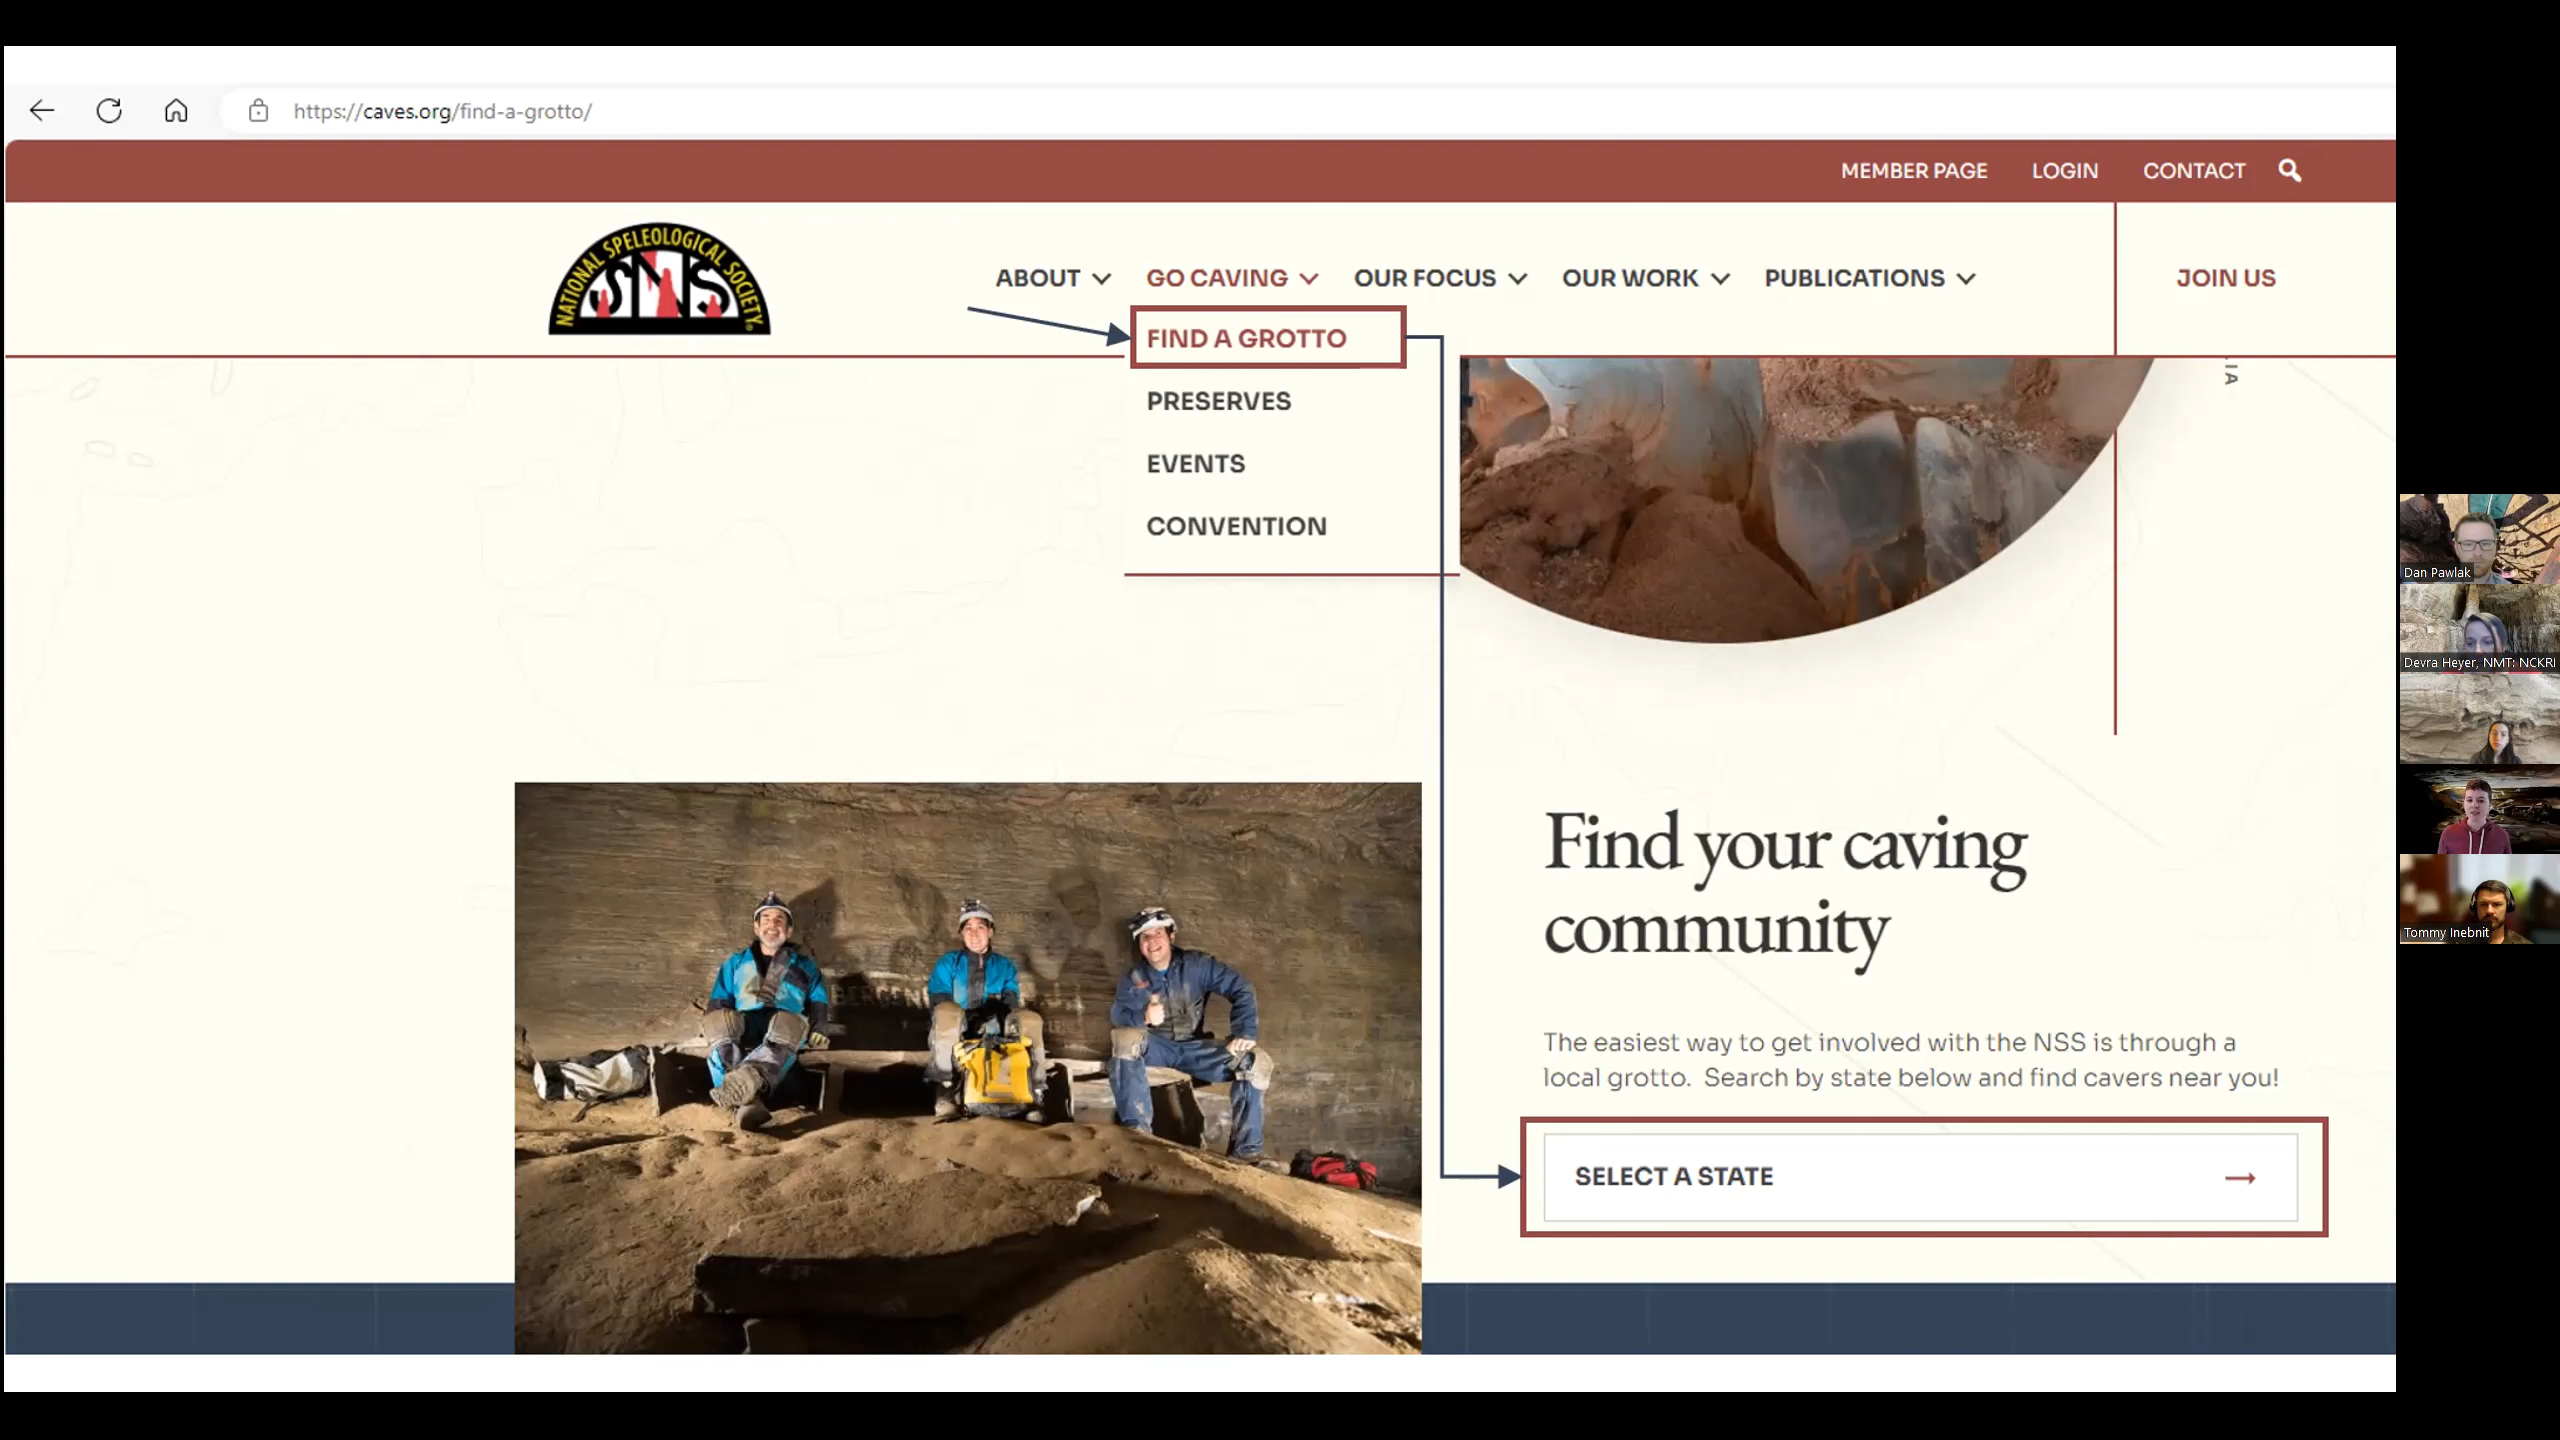 https://caves.org/find-a-grotto/
MEMBER PAGE LOGIN CONTACT
NATIONAL SPELEOLOGICAL SOCIETY®
NSS
ABOUT GO CAVING OUR FOCUS OUR WORK PUBLICATIONS JOIN US
FIND A GROTTO
PRESERVES
EVENTS
CONVENTION
IA
Find your caving
community
The easiest way to get involved with the NSS is through a
local grotto. Search by state below and find cavers near you!
SELECT A STATE
Dan Pawlak
Devra Heyer, NMT: NCKRI
Tommy Inebnit